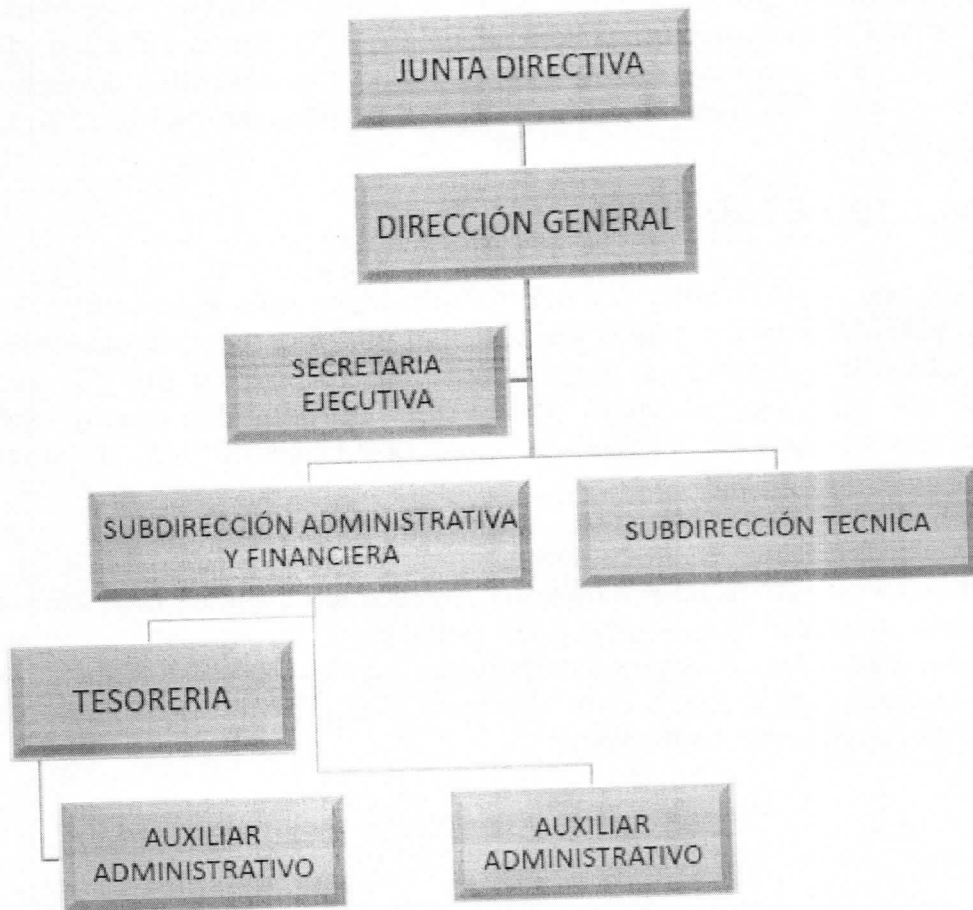 JUNTA DIRECTIVA
DIRECCIÓN GENERAL
SECRETARIA
EJECUTIVA
SUBDIRECCIÓN ADMINISTRATIVA
Y FINANCIERA
SUBDIRECCIÓN TECNICA
TESORERIA
AUXILIAR
ADMINISTRATIVO
AUXILIAR
ADMINISTRATIVO